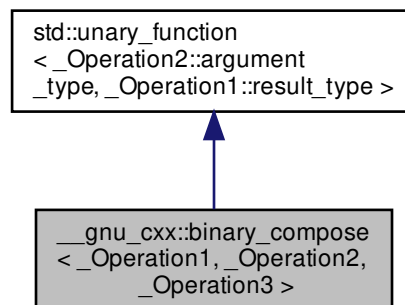 std::unary_function
< _Operation2::argument
_type, _Operation1::result_type >
__gnu_cxx::binary_compose
< _Operation1, _Operation2,
_Operation3 >